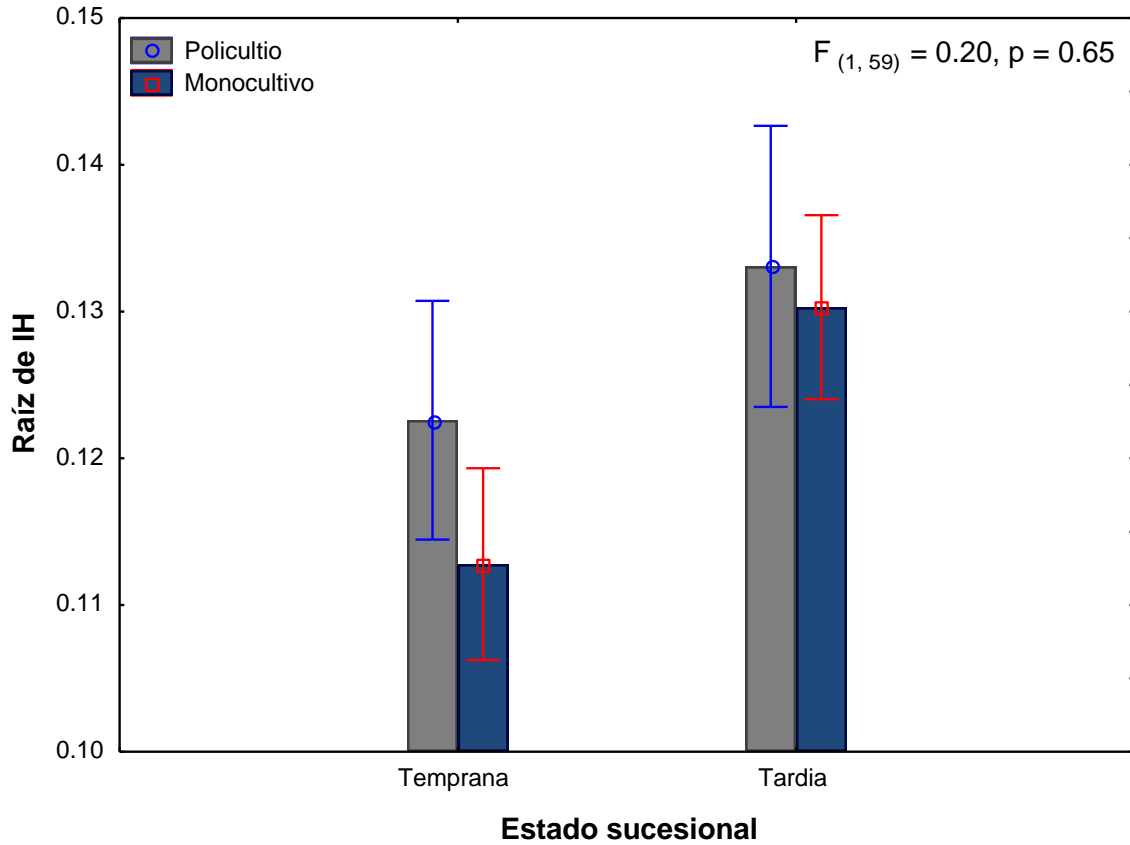 0.15
Policultio
Monocultivo
F (1, 59) = 0.20, p = 0.65
0.14
0.13
0.12
0.11
0.10
Raíz de IH
Temprana
Tardia
Estado sucesional